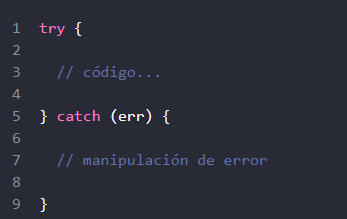 1 try {
2
3 // código...
4
5 } catch (err) {
6
7 // manipulación de error
8
9 }